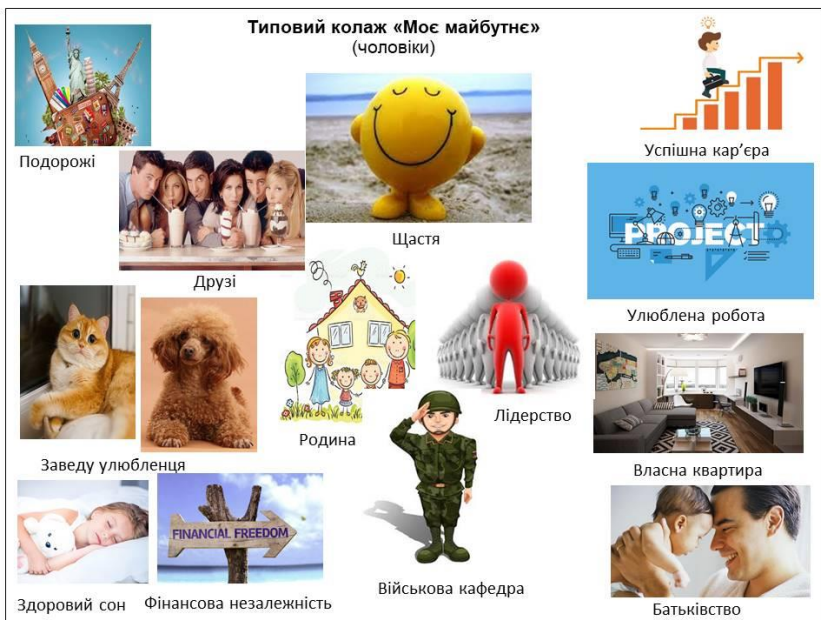 Типовий колаж «Моє майбутнє»
(чоловіки)
Подорожі
Друзі
Щастя
Успішна кар’єра
PROJECT
Улюблена робота
Заведу улюбленця
Родина
Лідерство
Власна квартира
FINANCIAL FREEDOM
Здоровий сон
Фінансова незалежність
Військова кафедра
Батьківство